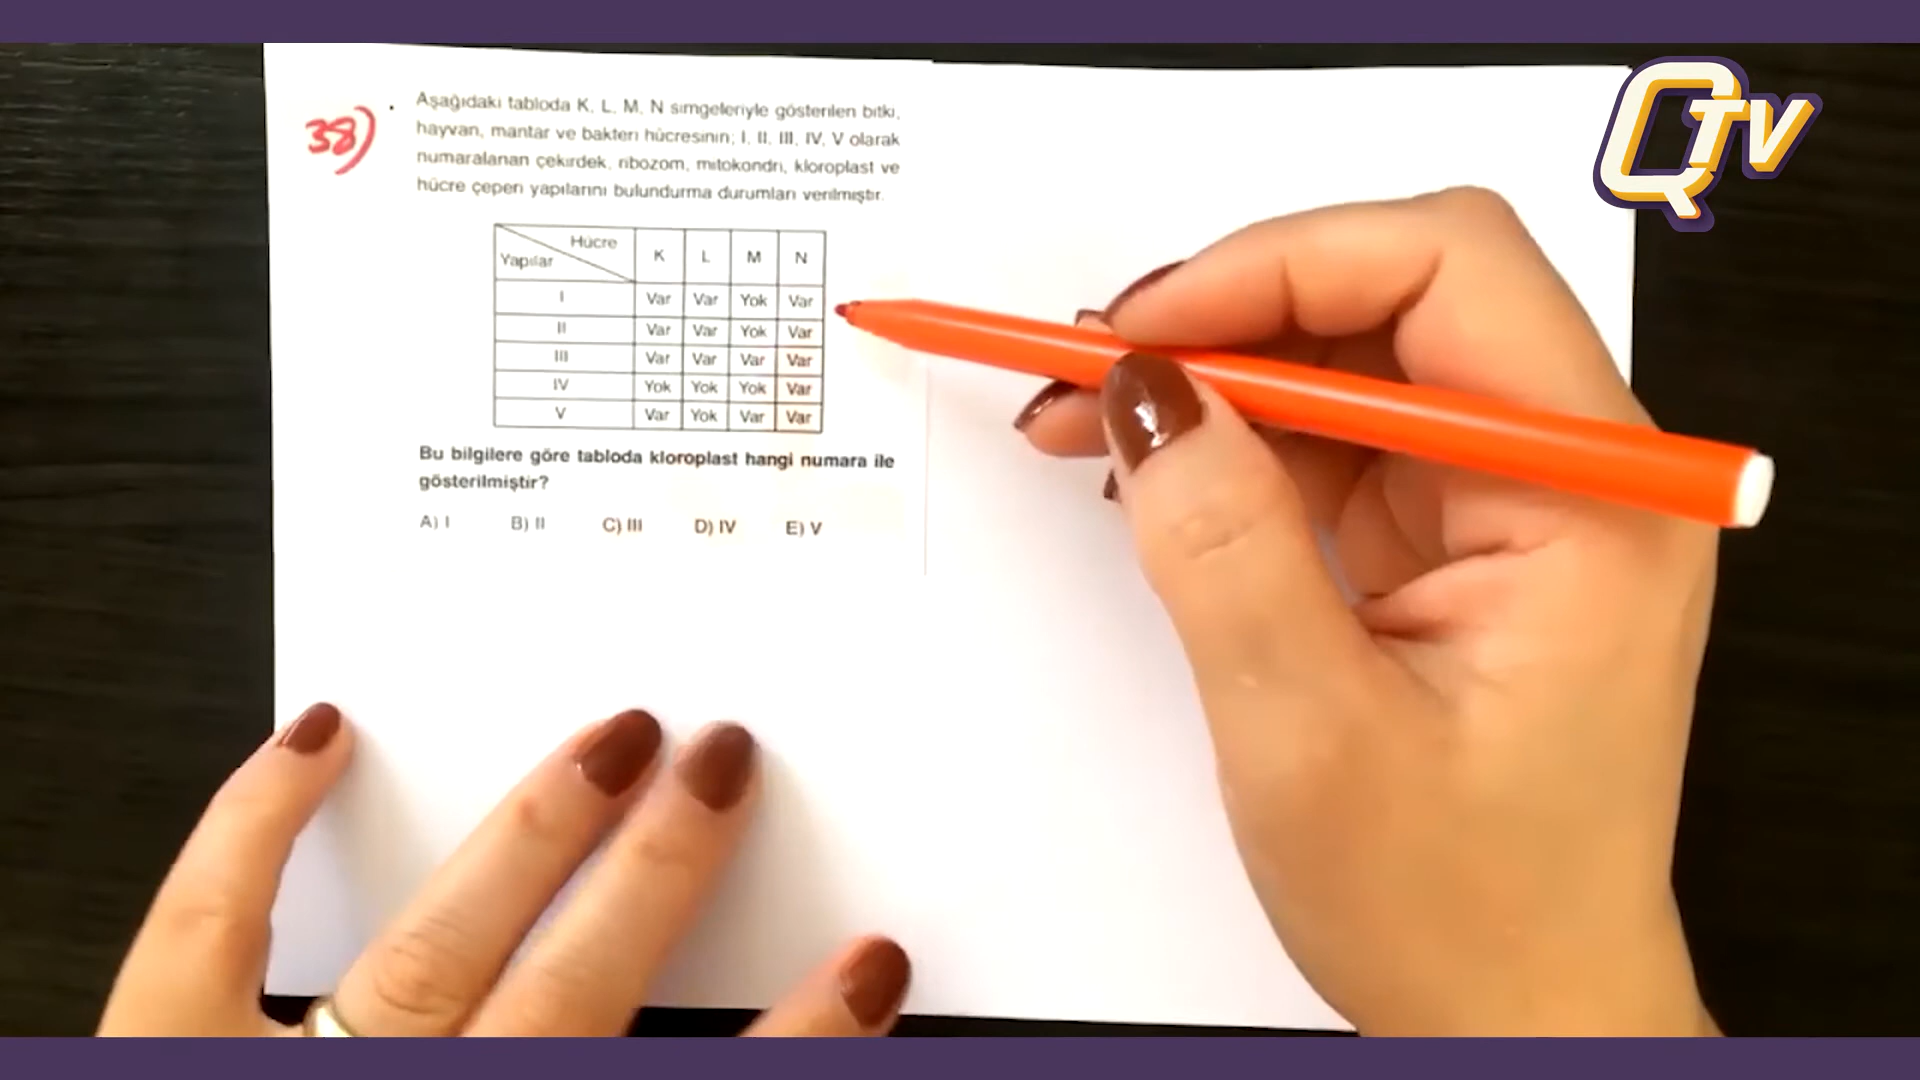 QTV
38)
Aşağıdaki tabloda K, L, M, N simgeleriyle gösterilen bitki,
hayvan, mantar ve bakteri hücresinin; I, II, III, IV, V olarak
numaralanan çekirdek, ribozom, mitokondri, kloroplast ve
hücre çeperi yapılarını bulundurma durumları verilmiştir.
Hücre
Yapılar K L M N
I Var Var Yok Var
II Var Var Yok Var
III Var Var Var Var
IV Yok Yok Yok Var
V Var Yok Var Var
Bu bilgilere göre tabloda kloroplast hangi numara ile
gösterilmiştir?
A) I B) II C) III D) IV E) V